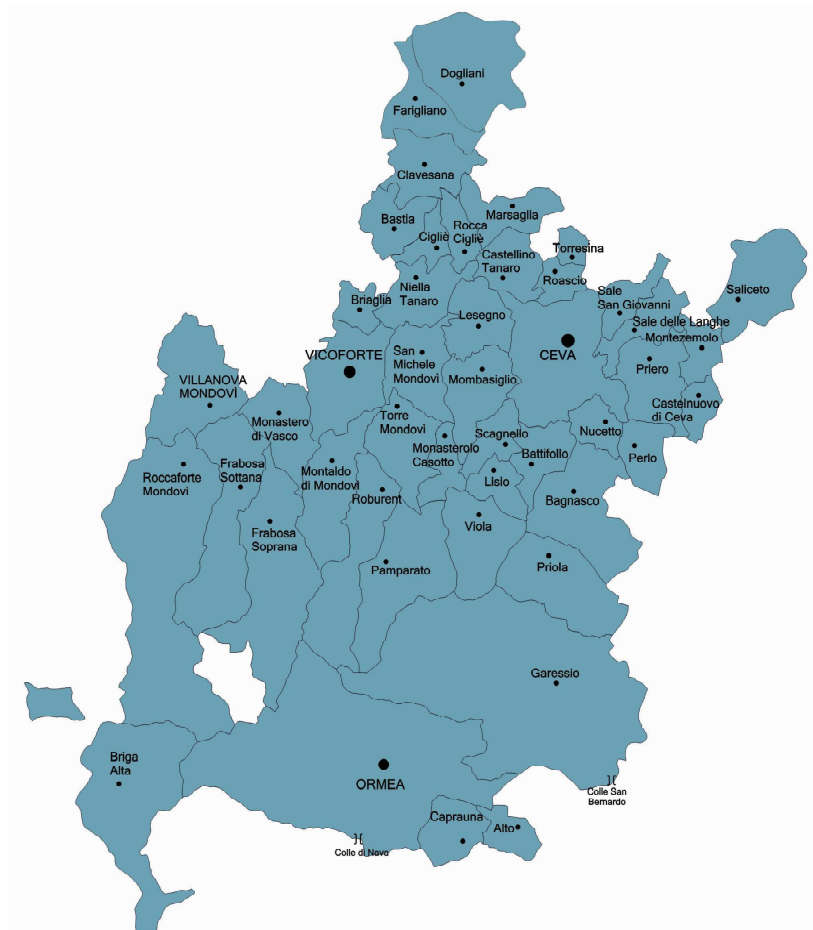 Dogliani
Farigliano
Clavesana
Marsaglia
Bastia
Rocca
Cigliè
Cigliè
Torresina
Castellino
Tanaro
Roascio
Niella
Tanaro
Briaglia
Sale
San Giovanni
Saliceto
Lesegno
Sale delle Langhe
Montezemolo
VICOFORTE
San
Michele
Mondovì
CEVA
Priero
Mombasiglio
VILLANOVA
MONDOVÌ
Castelnuovo
di Ceva
Monastero
di Vasco
Torre
Mondovì
Nucetto
Scagnello
Monasterolo
Casotto
Battifollo
Perlo
Roccaforte
Mondovì
Frabosa
Sottana
Montaldo
di Mondovì
Lisio
Roburent
Bagnasco
Viola
Frabosa
Soprana
Pamparato
Priola
Garessio
Briga
Alta
ORMEA
Colle San
Bernardo
Caprauna
Alto
Colle di Nava